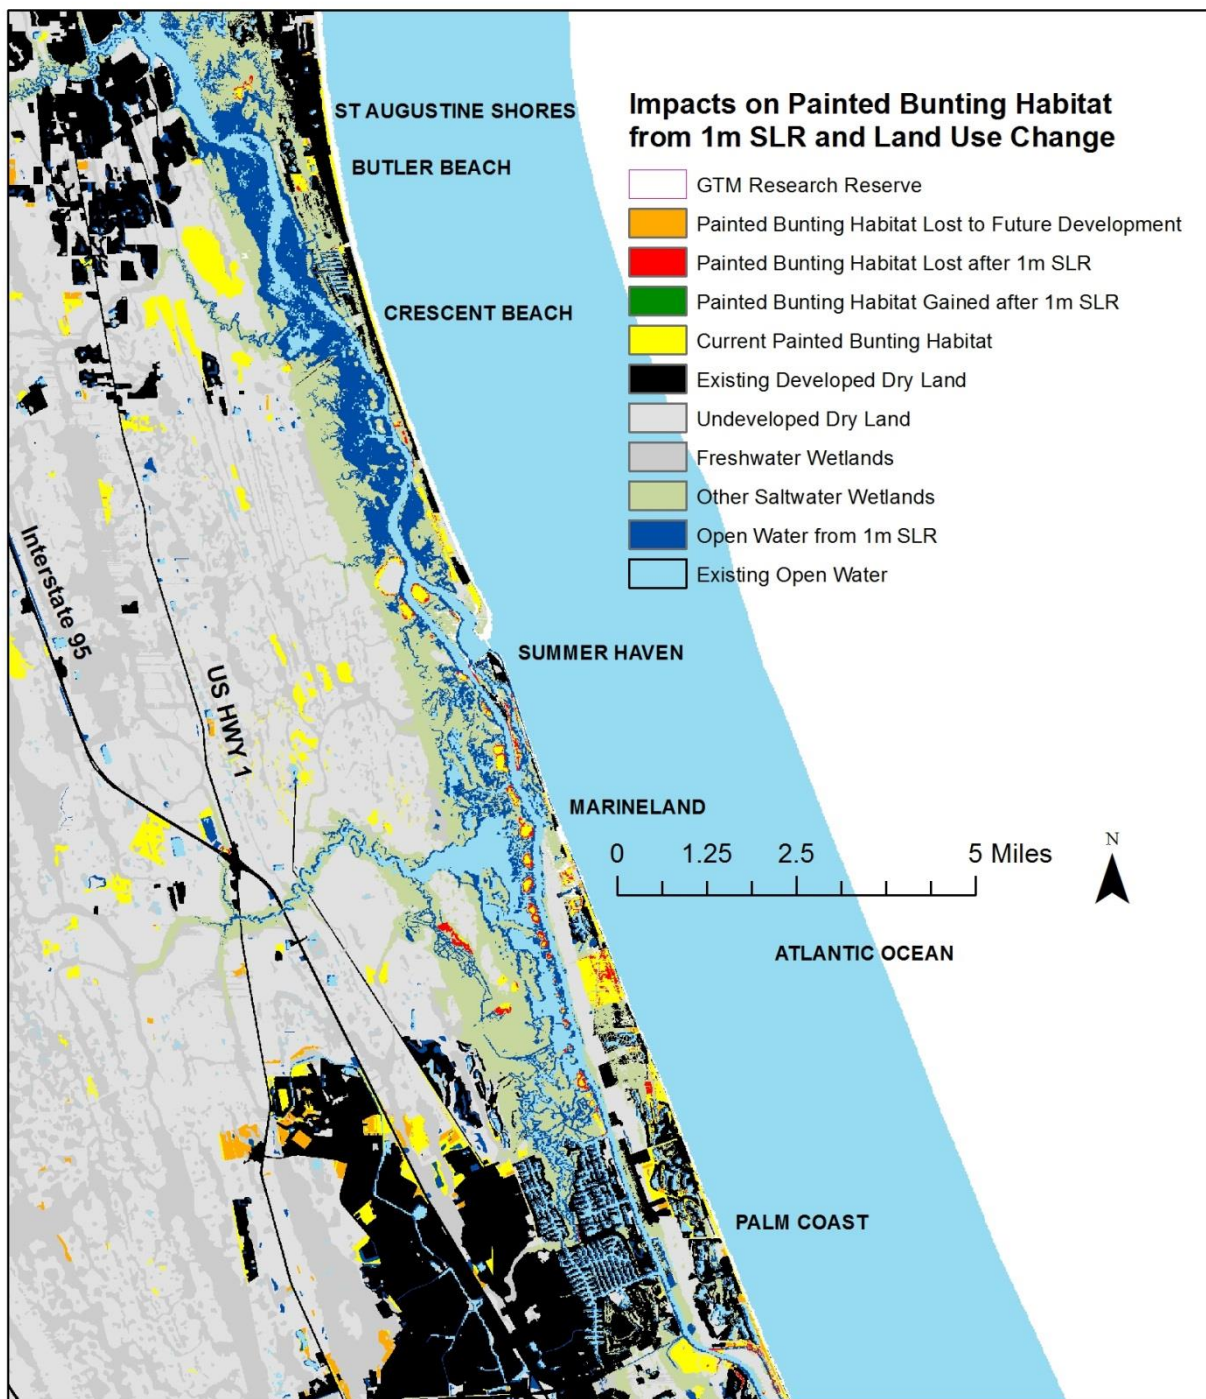 ST AUGUSTINE SHORES
BUTLER BEACH
CRESCENT BEACH
Impacts on Painted Bunting Habitat
from 1m SLR and Land Use Change
GTM Research Reserve
Painted Bunting Habitat Lost to Future Development
Painted Bunting Habitat Lost after 1m SLR
Painted Bunting Habitat Gained after 1m SLR
Current Painted Bunting Habitat
Existing Developed Dry Land
Undeveloped Dry Land
Freshwater Wetlands
Other Saltwater Wetlands
Open Water from 1m SLR
Existing Open Water
Interstate 95
US HWY 1
SUMMER HAVEN
MARINELAND
0 1.25 2.5 5 Miles
N
ATLANTIC OCEAN
PALM COAST